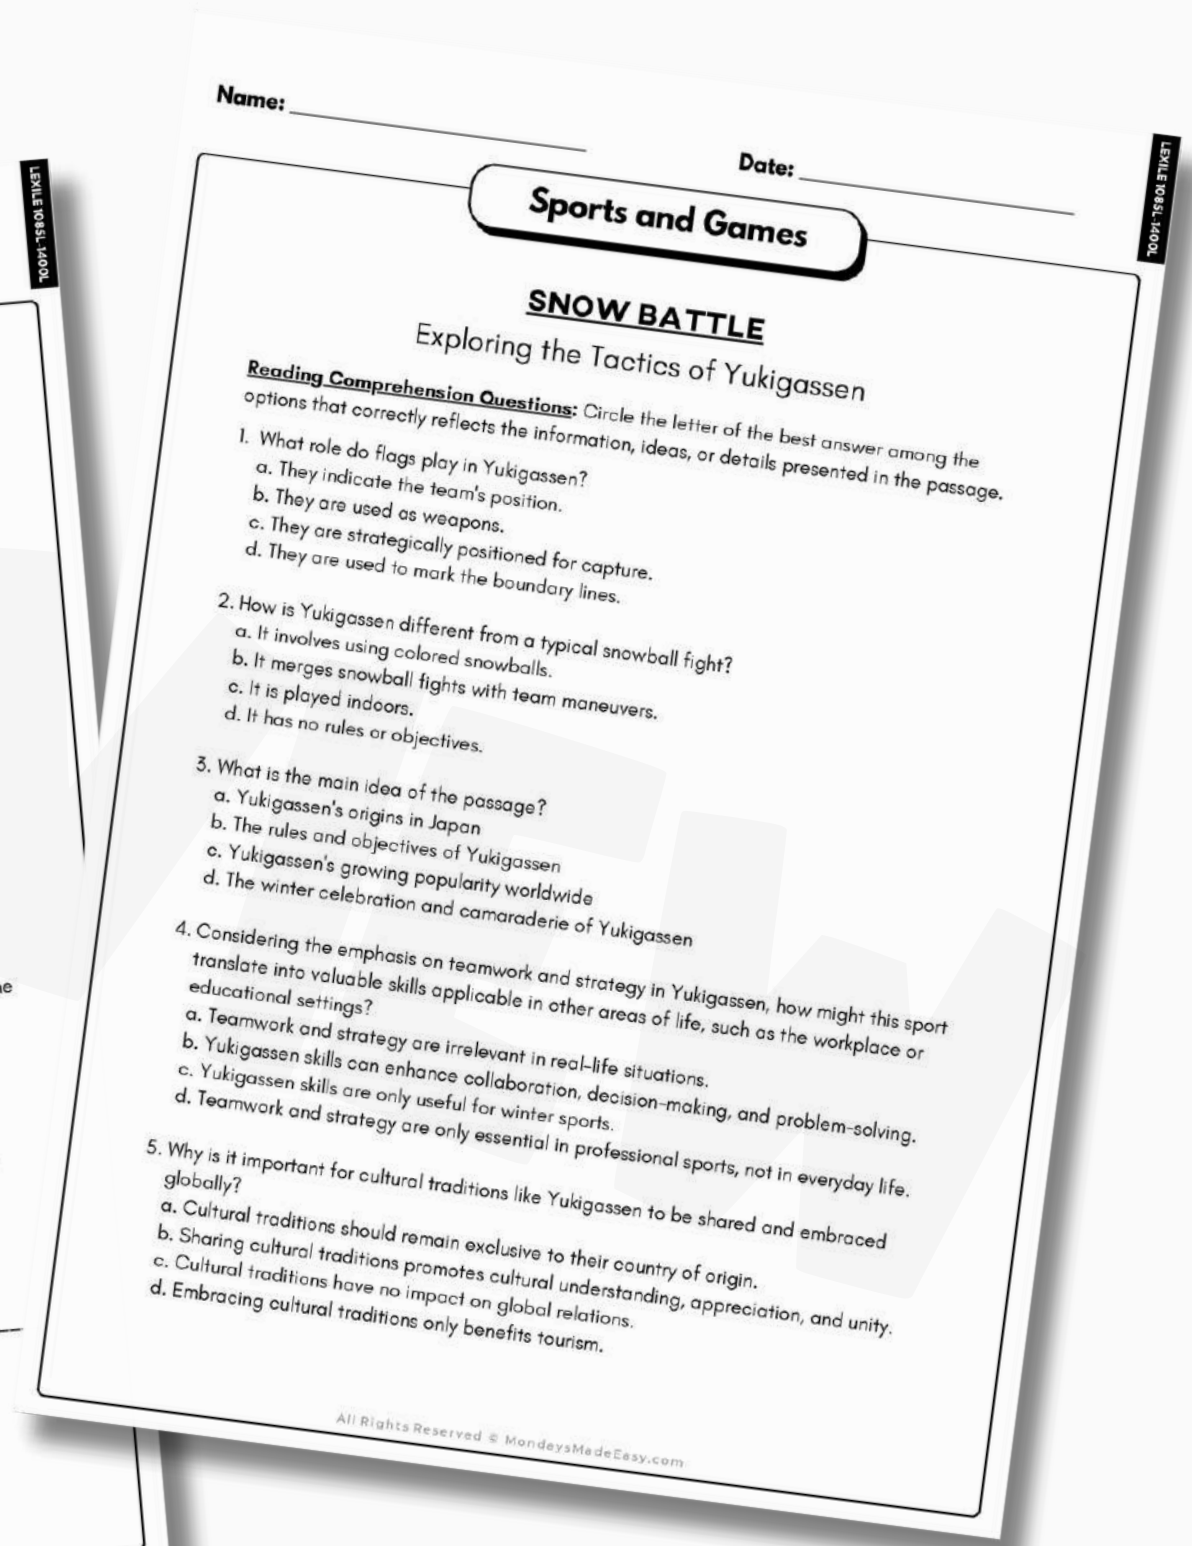 Name:
Date:
LEXILE 1085L-1400L
LEXILE 1085L-1400L
Sports and Games
SNOW BATTLE
Exploring the Tactics of Yukigassen
Reading Comprehension Questions: Circle the letter of the best answer among the
options that correctly reflects the information, ideas, or details presented in the passage.
1. What role do flags play in Yukigassen?
a. They indicate the team's position.
b. They are used as weapons.
c. They are strategically positioned for capture.
d. They are used to mark the boundary lines.
2. How is Yukigassen different from a typical snowball fight?
a. It involves using colored snowballs.
b. It merges snowball fights with team maneuvers.
c. It is played indoors.
d. It has no rules or objectives.
3. What is the main idea of the passage?
a. Yukigassen's origins in Japan
b. The rules and objectives of Yukigassen
c. Yukigassen's growing popularity worldwide
d. The winter celebration and camaraderie of Yukigassen
4. Considering the emphasis on teamwork and strategy in Yukigassen, how might this sport
translate into valuable skills applicable in other areas of life, such as the workplace or
educational settings?
a. Teamwork and strategy are irrelevant in real-life situations.
b. Yukigassen skills can enhance collaboration, decision-making, and problem-solving.
c. Yukigassen skills are only useful for winter sports.
d. Teamwork and strategy are only essential in professional sports, not in everyday life.
5. Why is it important for cultural traditions like Yukigassen to be shared and embraced
globally?
a. Cultural traditions should remain exclusive to their country of origin.
b. Sharing cultural traditions promotes cultural understanding, appreciation, and unity.
c. Cultural traditions have no impact on global relations.
d. Embracing cultural traditions only benefits tourism.
All Rights Reserved © MondaysMadeEasy.com